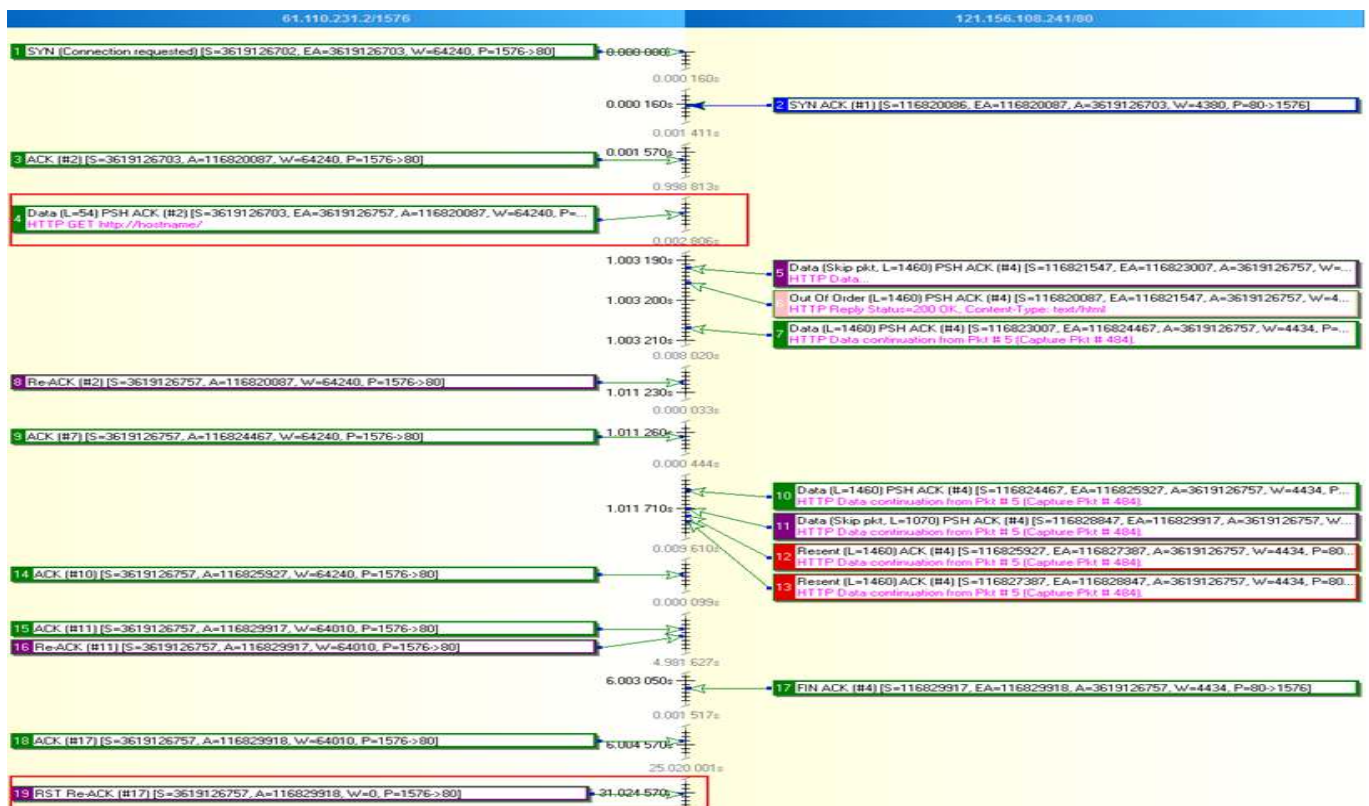 61.110.231.2/1576
121.156.108.241/80
1 SYN (Connection requested) [S=3619126702, EA=3619126703, W=64240, P=1576->80]
0.000 000s
0.000 160s
0.000 160s
2 SYN ACK (#1) [S=116820086, EA=116820087, A=3619126703, W=4380, P=80->1576]
0.001 411s
3 ACK (#2) [S=3619126703, A=116820087, W=64240, P=1576->80]
0.001 570s
0.998 813s
4 Data (L=54) PSH ACK (#2) [S=3619126703, EA=3619126757, A=116820087, W=64240, P=...
HTTP GET http://hostname/
0.002 806s
1.003 190s
5 Data (Skip pkt, L=1460) PSH ACK (#4) [S=116821547, EA=116823007, A=3619126757, W=...
HTTP Data...
1.003 200s
Out Of Order (L=1460) PSH ACK (#4) [S=116820087, EA=116821547, A=3619126757, W=4...
HTTP Reply Status=200 OK, Content-Type: text/html
7 Data (L=1460) PSH ACK (#4) [S=116823007, EA=116824467, A=3619126757, W=4434, P=...
HTTP Data continuation from Pkt # 5 (Capture Pkt # 484).
1.003 210s
0.008 020s
8 Re-ACK (#2) [S=3619126757, A=116820087, W=64240, P=1576->80]
1.011 230s
0.000 033s
9 ACK (#7) [S=3619126757, A=116824467, W=64240, P=1576->80]
1.011 260s
0.000 444s
10 Data (L=1460) PSH ACK (#4) [S=116824467, EA=116825927, A=3619126757, W=4434, P...
HTTP Data continuation from Pkt # 5 (Capture Pkt # 484).
1.011 710s
11 Data (Skip pkt, L=1070) PSH ACK (#4) [S=116828847, EA=116829917, A=3619126757, W...
HTTP Data continuation from Pkt # 5 (Capture Pkt # 484).
0.009 610s
12 Resent (L=1460) ACK (#4) [S=116825927, EA=116827387, A=3619126757, W=4434, P=80...
HTTP Data continuation from Pkt # 5 (Capture Pkt # 484).
14 ACK (#10) [S=3619126757, A=116825927, W=64240, P=1576->80]
13 Resent (L=1460) ACK (#4) [S=116827387, EA=116828847, A=3619126757, W=4434, P=80...
HTTP Data continuation from Pkt # 5 (Capture Pkt # 484).
0.000 099s
15 ACK (#11) [S=3619126757, A=116829917, W=64010, P=1576->80]
16 Re-ACK (#11) [S=3619126757, A=116829917, W=64010, P=1576->80]
4.981 627s
6.003 050s
17 FIN ACK (#4) [S=116829917, EA=116829918, A=3619126757, W=4434, P=80->1576]
0.001 517s
18 ACK (#17) [S=3619126757, A=116829918, W=64010, P=1576->80]
6.004 570s
25.020 001s
19 RST Re-ACK (#17) [S=3619126757, A=116829918, W=0, P=1576->80]
31.024 570s